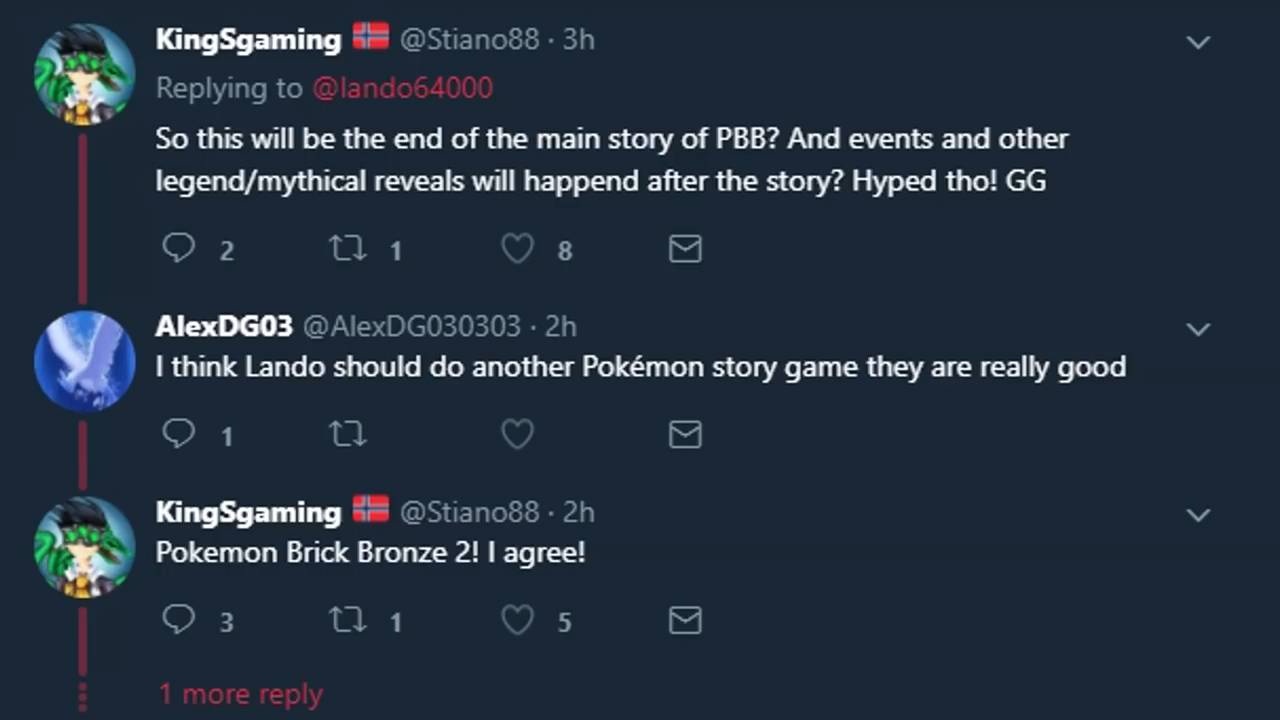 KingSgaming 🇳🇴 @Stiano88 · 3h
Replying to @lando64000
So this will be the end of the main story of PBB? And events and other
legend/mythical reveals will happend after the story? Hyped tho! GG
2 1 8
AlexDG03 @AlexDG030303 · 2h
I think Lando should do another Pokémon story game they are really good
1
KingSgaming 🇳🇴 @Stiano88 · 2h
Pokemon Brick Bronze 2! I agree!
3 1 5
1 more reply